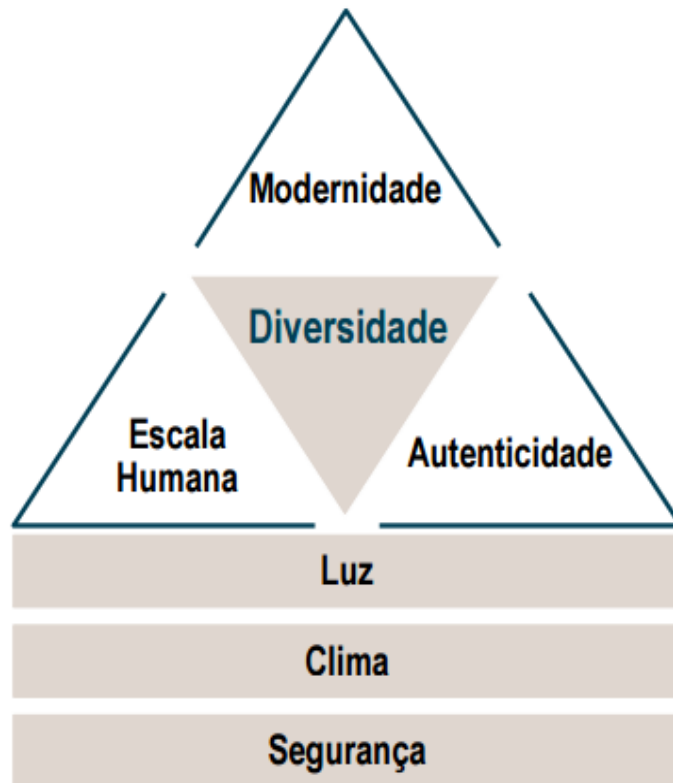 Modernidade
Diversidade
Escala
Humana
Autenticidade
Luz
Clima
Segurança